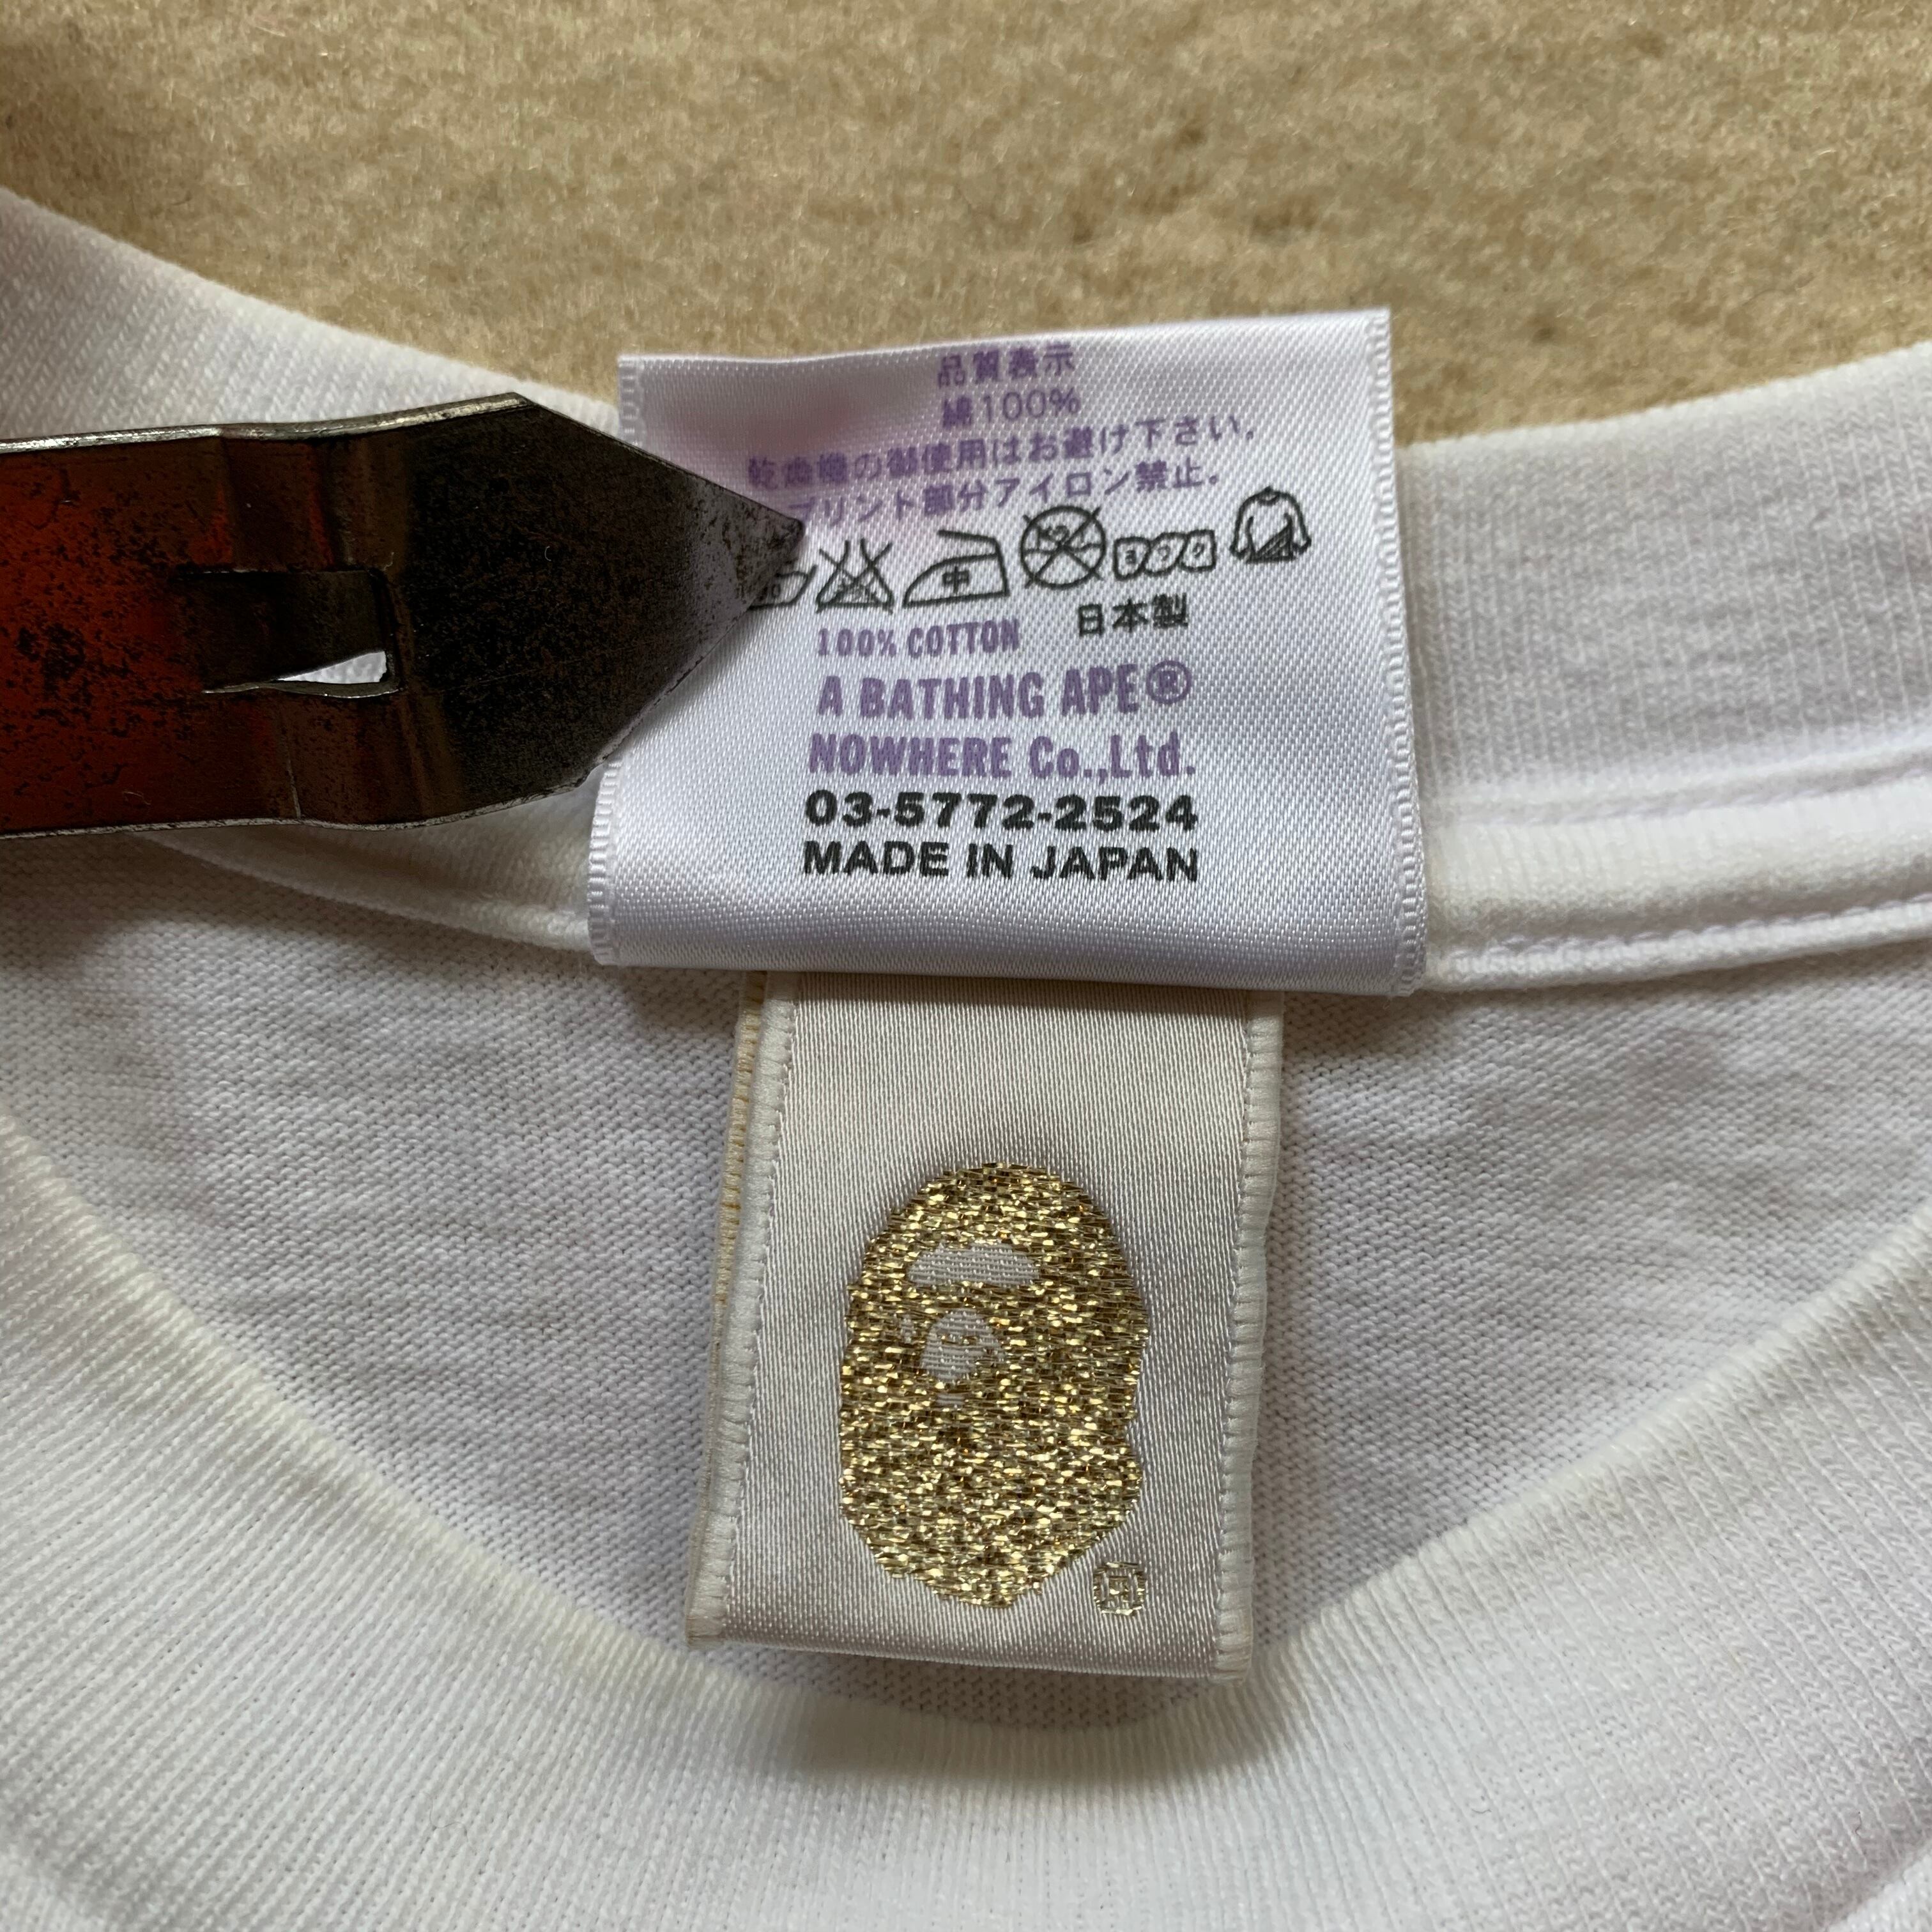 品質表示
綿100%
乾燥機の御使用はお避け下さい。
プリント部分アイロン禁止。
中
日本製
100% COTTON
A BATHING APE®
NOWHERE Co.,Ltd.
03-5772-2524
MADE IN JAPAN